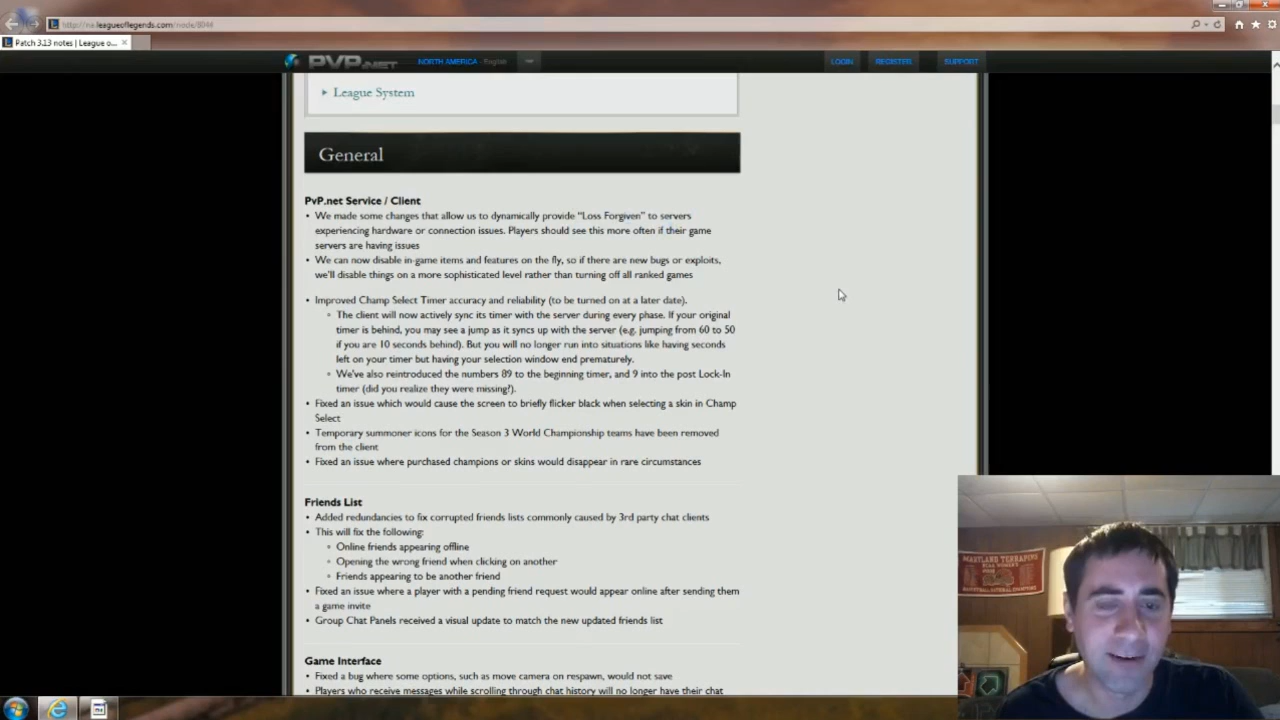 http://na.leagueoflegends.com/node/8044
Patch 3.13 notes | League o...
PVP.NET
NORTH AMERICA - English
LOGIN
REGISTER
SUPPORT
League System
General
PvP.net Service / Client
• We made some changes that allow us to dynamically provide “Loss Forgiven” to servers
experiencing hardware or connection issues. Players should see this more often if their game
servers are having issues
• We can now disable in-game items and features on the fly, so if there are new bugs or exploits,
we'll disable things on a more sophisticated level rather than turning off all ranked games
• Improved Champ Select Timer accuracy and reliability (to be turned on at a later date).
◦ The client will now actively sync its timer with the server during every phase. If your original
timer is behind, you may see a jump as it syncs up with the server (e.g. jumping from 60 to 50
if you are 10 seconds behind). But you will no longer run into situations like having seconds
left on your timer but having your selection window end prematurely.
◦ We've also reintroduced the numbers 89 to the beginning timer, and 9 into the post Lock-In
timer (did you realize they were missing?).
• Fixed an issue which would cause the screen to briefly flicker black when selecting a skin in Champ
Select
• Temporary summoner icons for the Season 3 World Championship teams have been removed
from the client
• Fixed an issue where purchased champions or skins would disappear in rare circumstances
Friends List
• Added redundancies to fix corrupted friends lists commonly caused by 3rd party chat clients
• This will fix the following:
◦ Online friends appearing offline
◦ Opening the wrong friend when clicking on another
◦ Friends appearing to be another friend
• Fixed an issue where a player with a pending friend request would appear online after sending them
a game invite
• Group Chat Panels received a visual update to match the new updated friends list
Game Interface
• Fixed a bug where some options, such as move camera on respawn, would not save
• Players who receive messages while scrolling through chat history will no longer have their chat
MARYLAND TERRAPINS